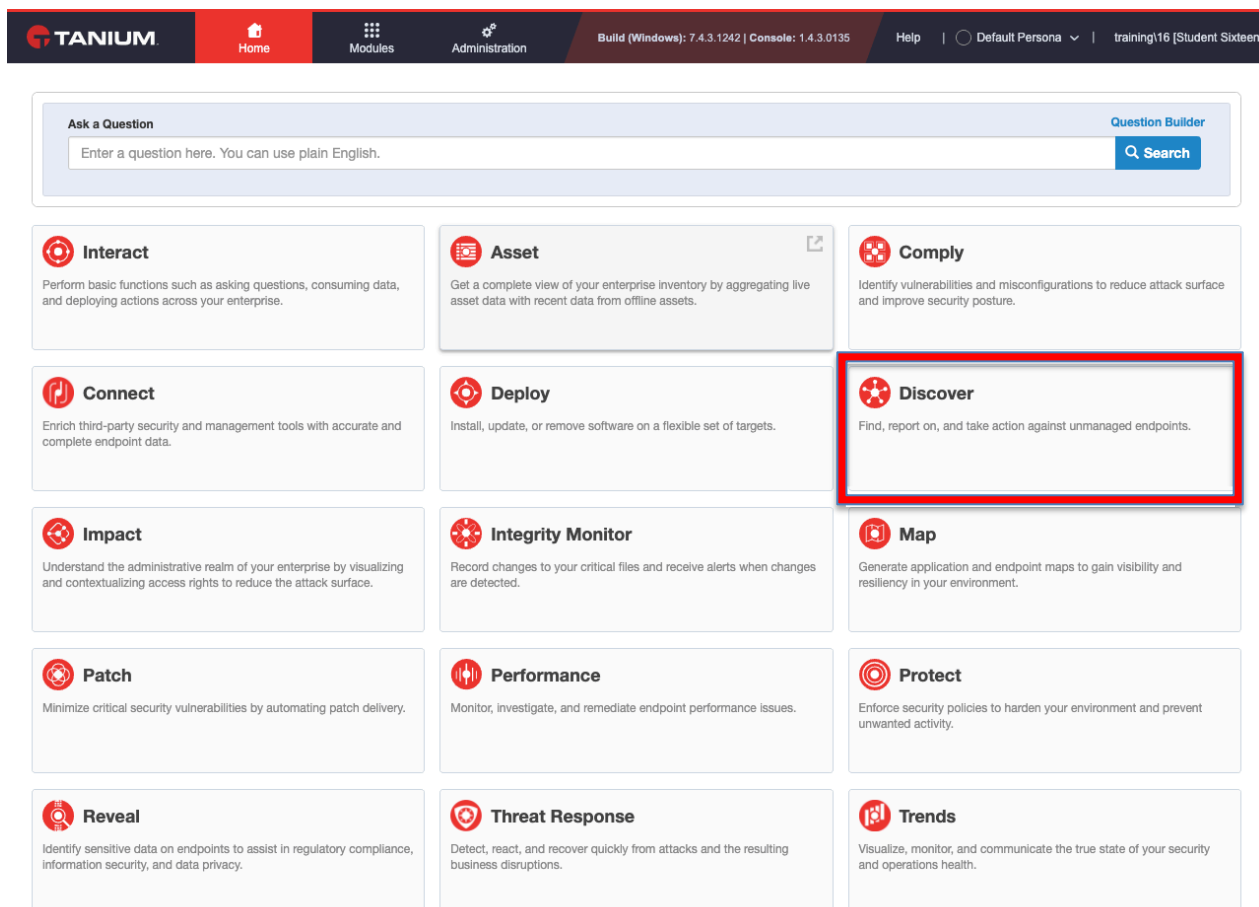 TANIUM
Home
Modules
Administration
Build (Windows): 7.4.3.1242 | Console: 1.4.3.0135
Help | Default Persona | training\16 [Student Sixteen
Ask a Question
Question Builder
Enter a question here. You can use plain English.
Search
Interact
Perform basic functions such as asking questions, consuming data,
and deploying actions across your enterprise.
Asset
Get a complete view of your enterprise inventory by aggregating live
asset data with recent data from offline assets.
Comply
Identify vulnerabilities and misconfigurations to reduce attack surface
and improve security posture.
Connect
Enrich third-party security and management tools with accurate and
complete endpoint data.
Deploy
Install, update, or remove software on a flexible set of targets.
Discover
Find, report on, and take action against unmanaged endpoints.
Impact
Understand the administrative realm of your enterprise by visualizing
and contextualizing access rights to reduce the attack surface.
Integrity Monitor
Record changes to your critical files and receive alerts when changes
are detected.
Map
Generate application and endpoint maps to gain visibility and
resiliency in your environment.
Patch
Minimize critical security vulnerabilities by automating patch delivery.
Performance
Monitor, investigate, and remediate endpoint performance issues.
Protect
Enforce security policies to harden your environment and prevent
unwanted activity.
Reveal
Identify sensitive data on endpoints to assist in regulatory compliance,
information security, and data privacy.
Threat Response
Detect, react, and recover quickly from attacks and the resulting
business disruptions.
Trends
Visualize, monitor, and communicate the true state of your security
and operations health.